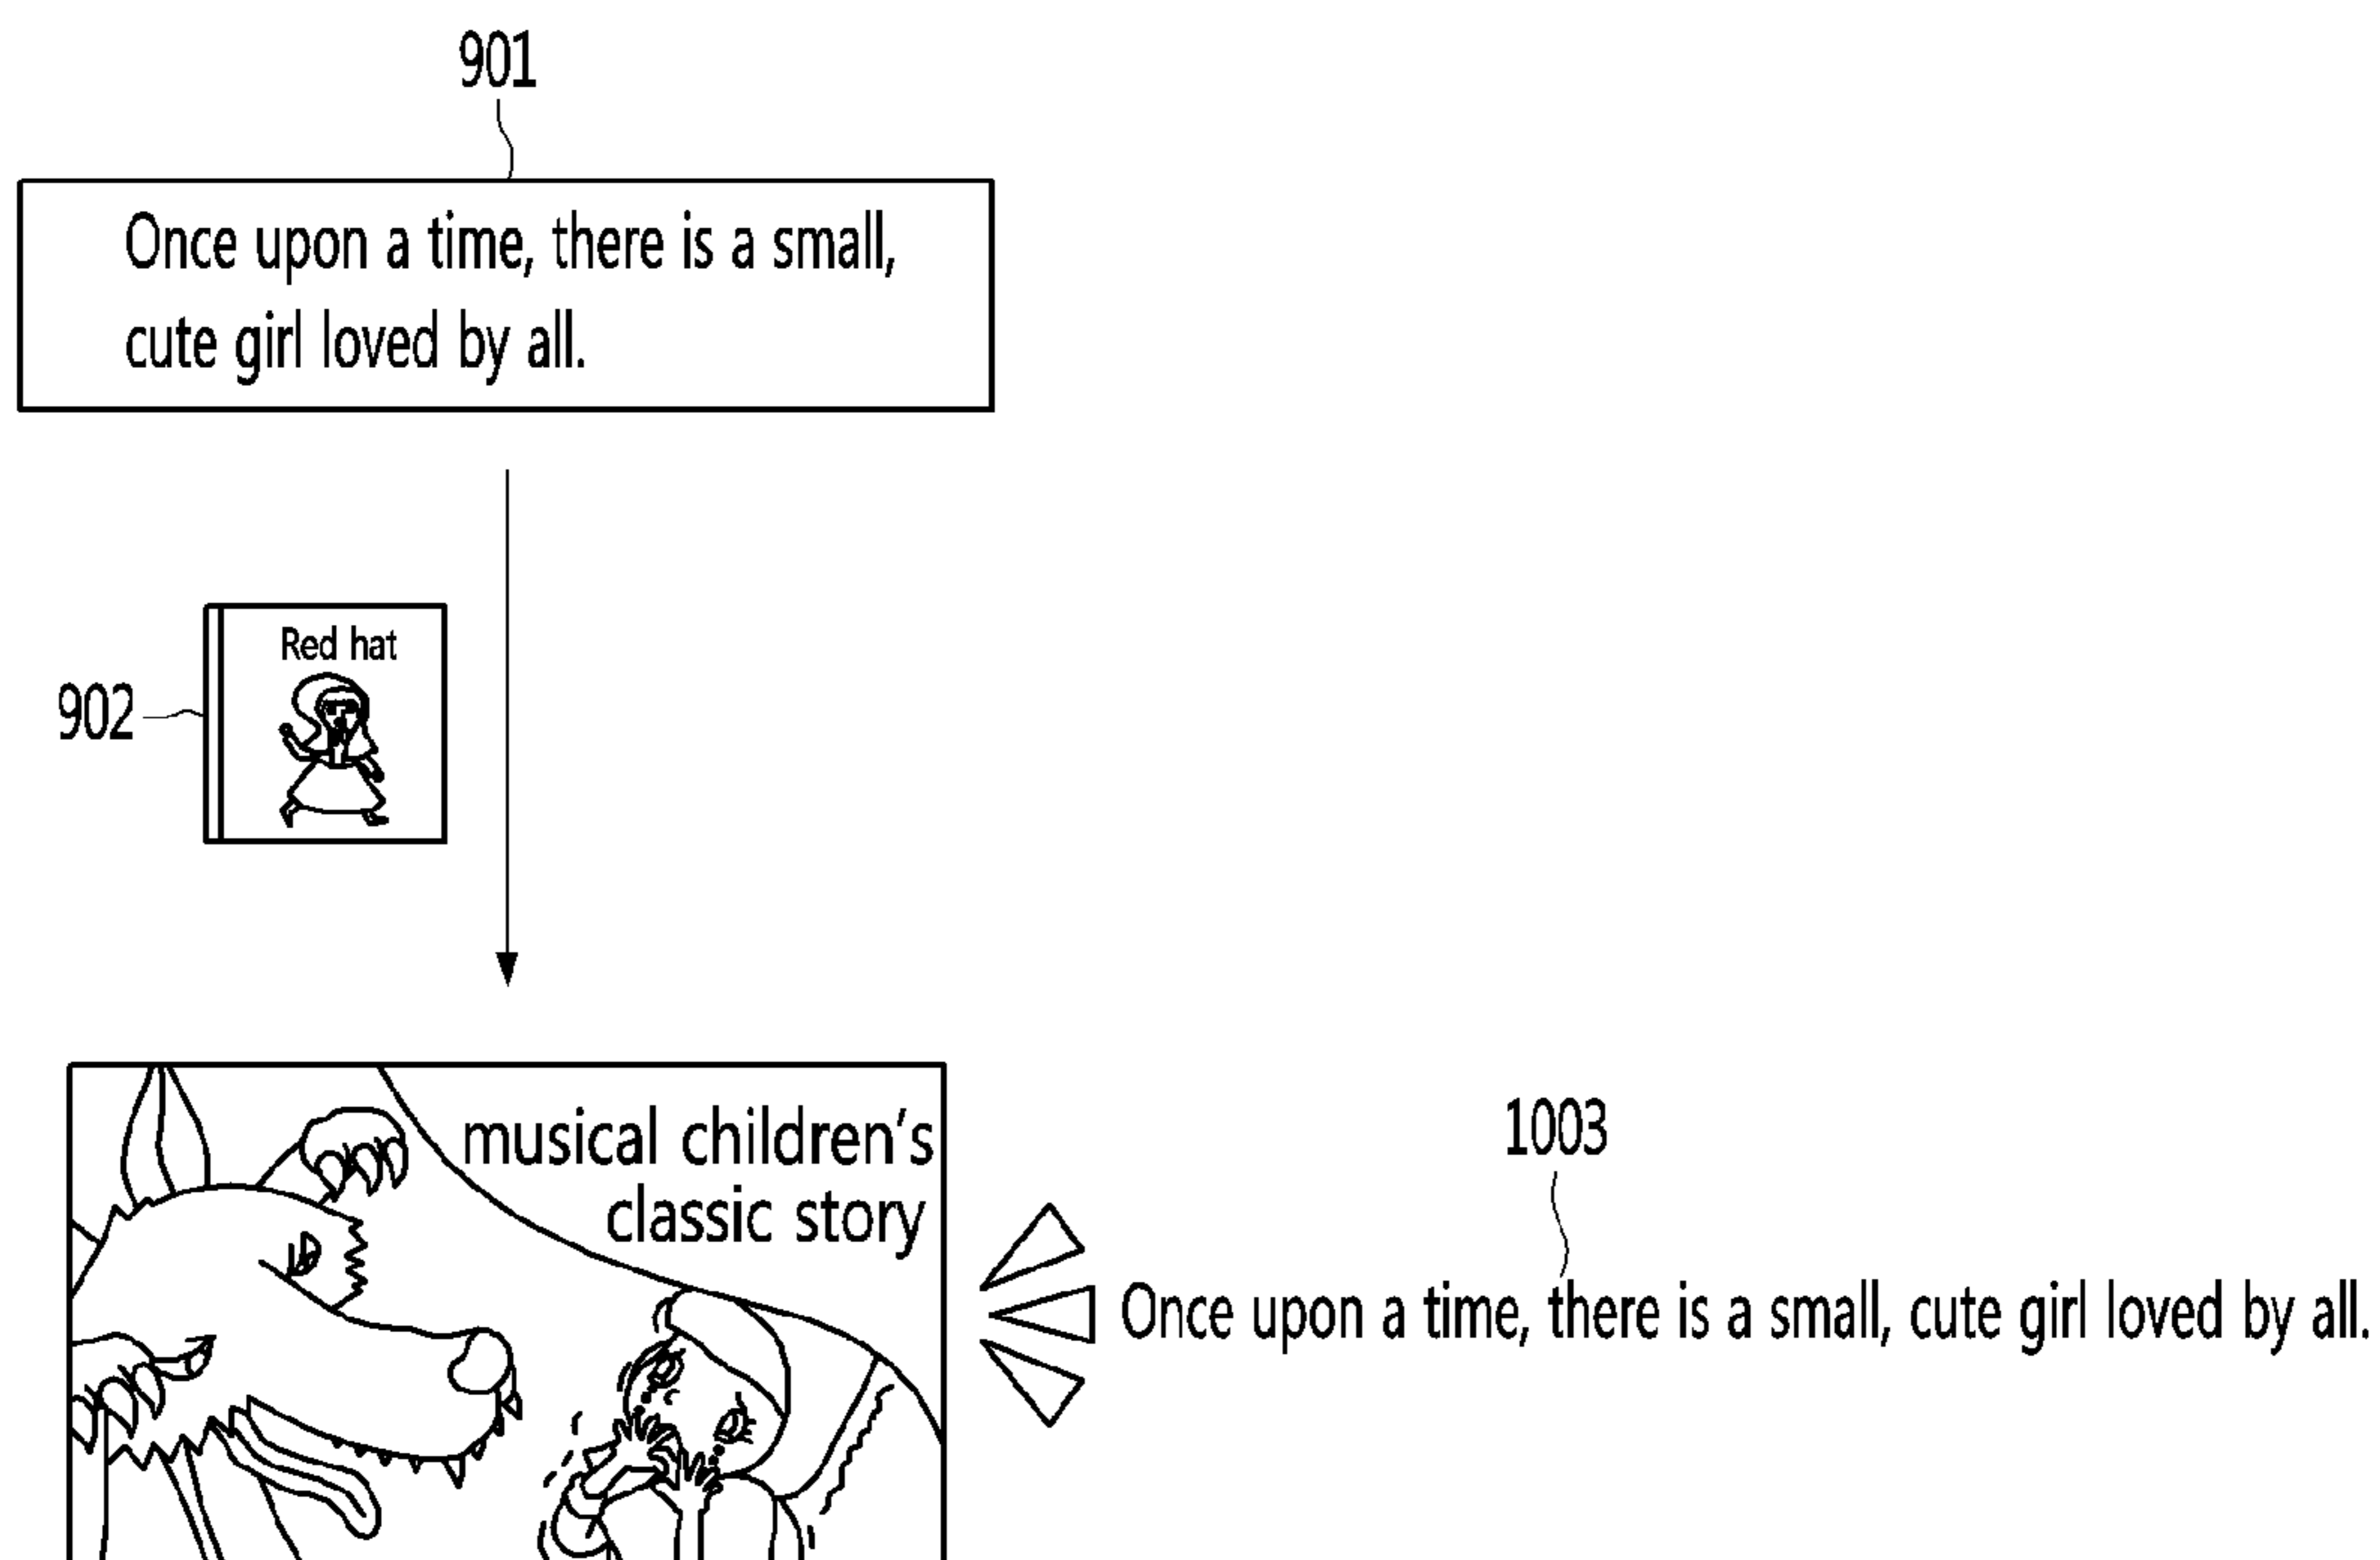 901
Once upon a time, there is a small,
cute girl loved by all.
Red hat
902
musical children's
classic story
1003
Once upon a time, there is a small, cute girl loved by all.